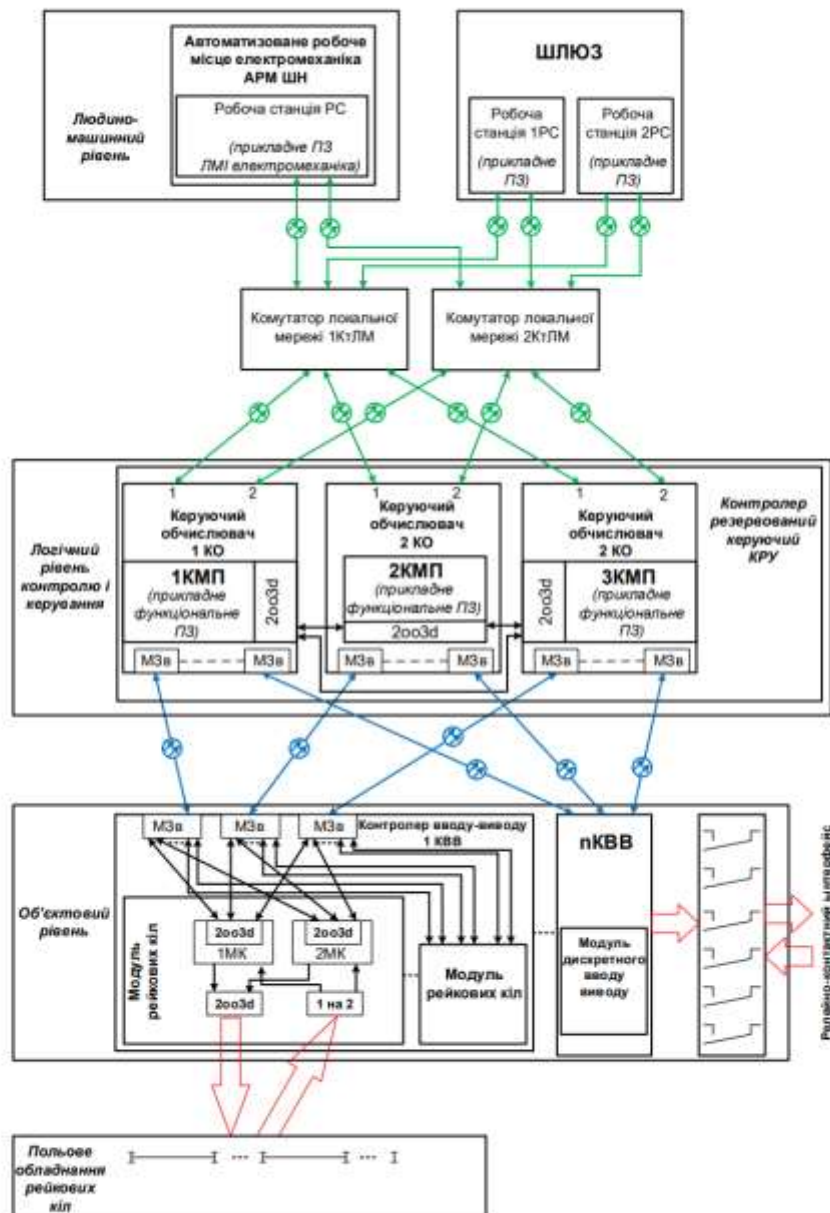 Людино-
машинний
рівень
Автоматизоване робоче
місце електромеханіка
АРМ ШН
Робоча станція РС
(прикладне ПЗ
ЛМІ електромеханіка)
ШЛЮЗ
Робоча
станція 1РС
(прикладне
ПЗ)
Робоча
станція 2РС
(прикладне
ПЗ)
Комутатор локальної
мережі 1КтЛМ
Комутатор локальної
мережі 2КтЛМ
Логічний
рівень
контролю і
керування
1 2
Керуючий
обчислювач
1 КО
1КМП
(прикладне
функціональне
ПЗ)
2oo3d
МЗв
МЗв
1 2
Керуючий
обчислювач
2 КО
2КМП
(прикладне
функціональне ПЗ)
2oo3d
МЗв
МЗв
1 2
Керуючий
обчислювач
2 КО
2oo3d
3КМП
(прикладне
функціональне
ПЗ)
МЗв
МЗв
Контролер
резервований
керуючий
КРУ
Об'єктовий
рівень
МЗв
МЗв
МЗв
Контролер вводу-виводу
1 КВВ
Модуль
рейкових кіл
2oo3d
1МК
2oo3d
2МК
2oo3d
1 на 2
Модуль
рейкових кіл
nКВВ
Модуль
дискретного
вводу
виводу
Релейно-контактний інтерфейс
Польове
обладнання
рейкових
кіл